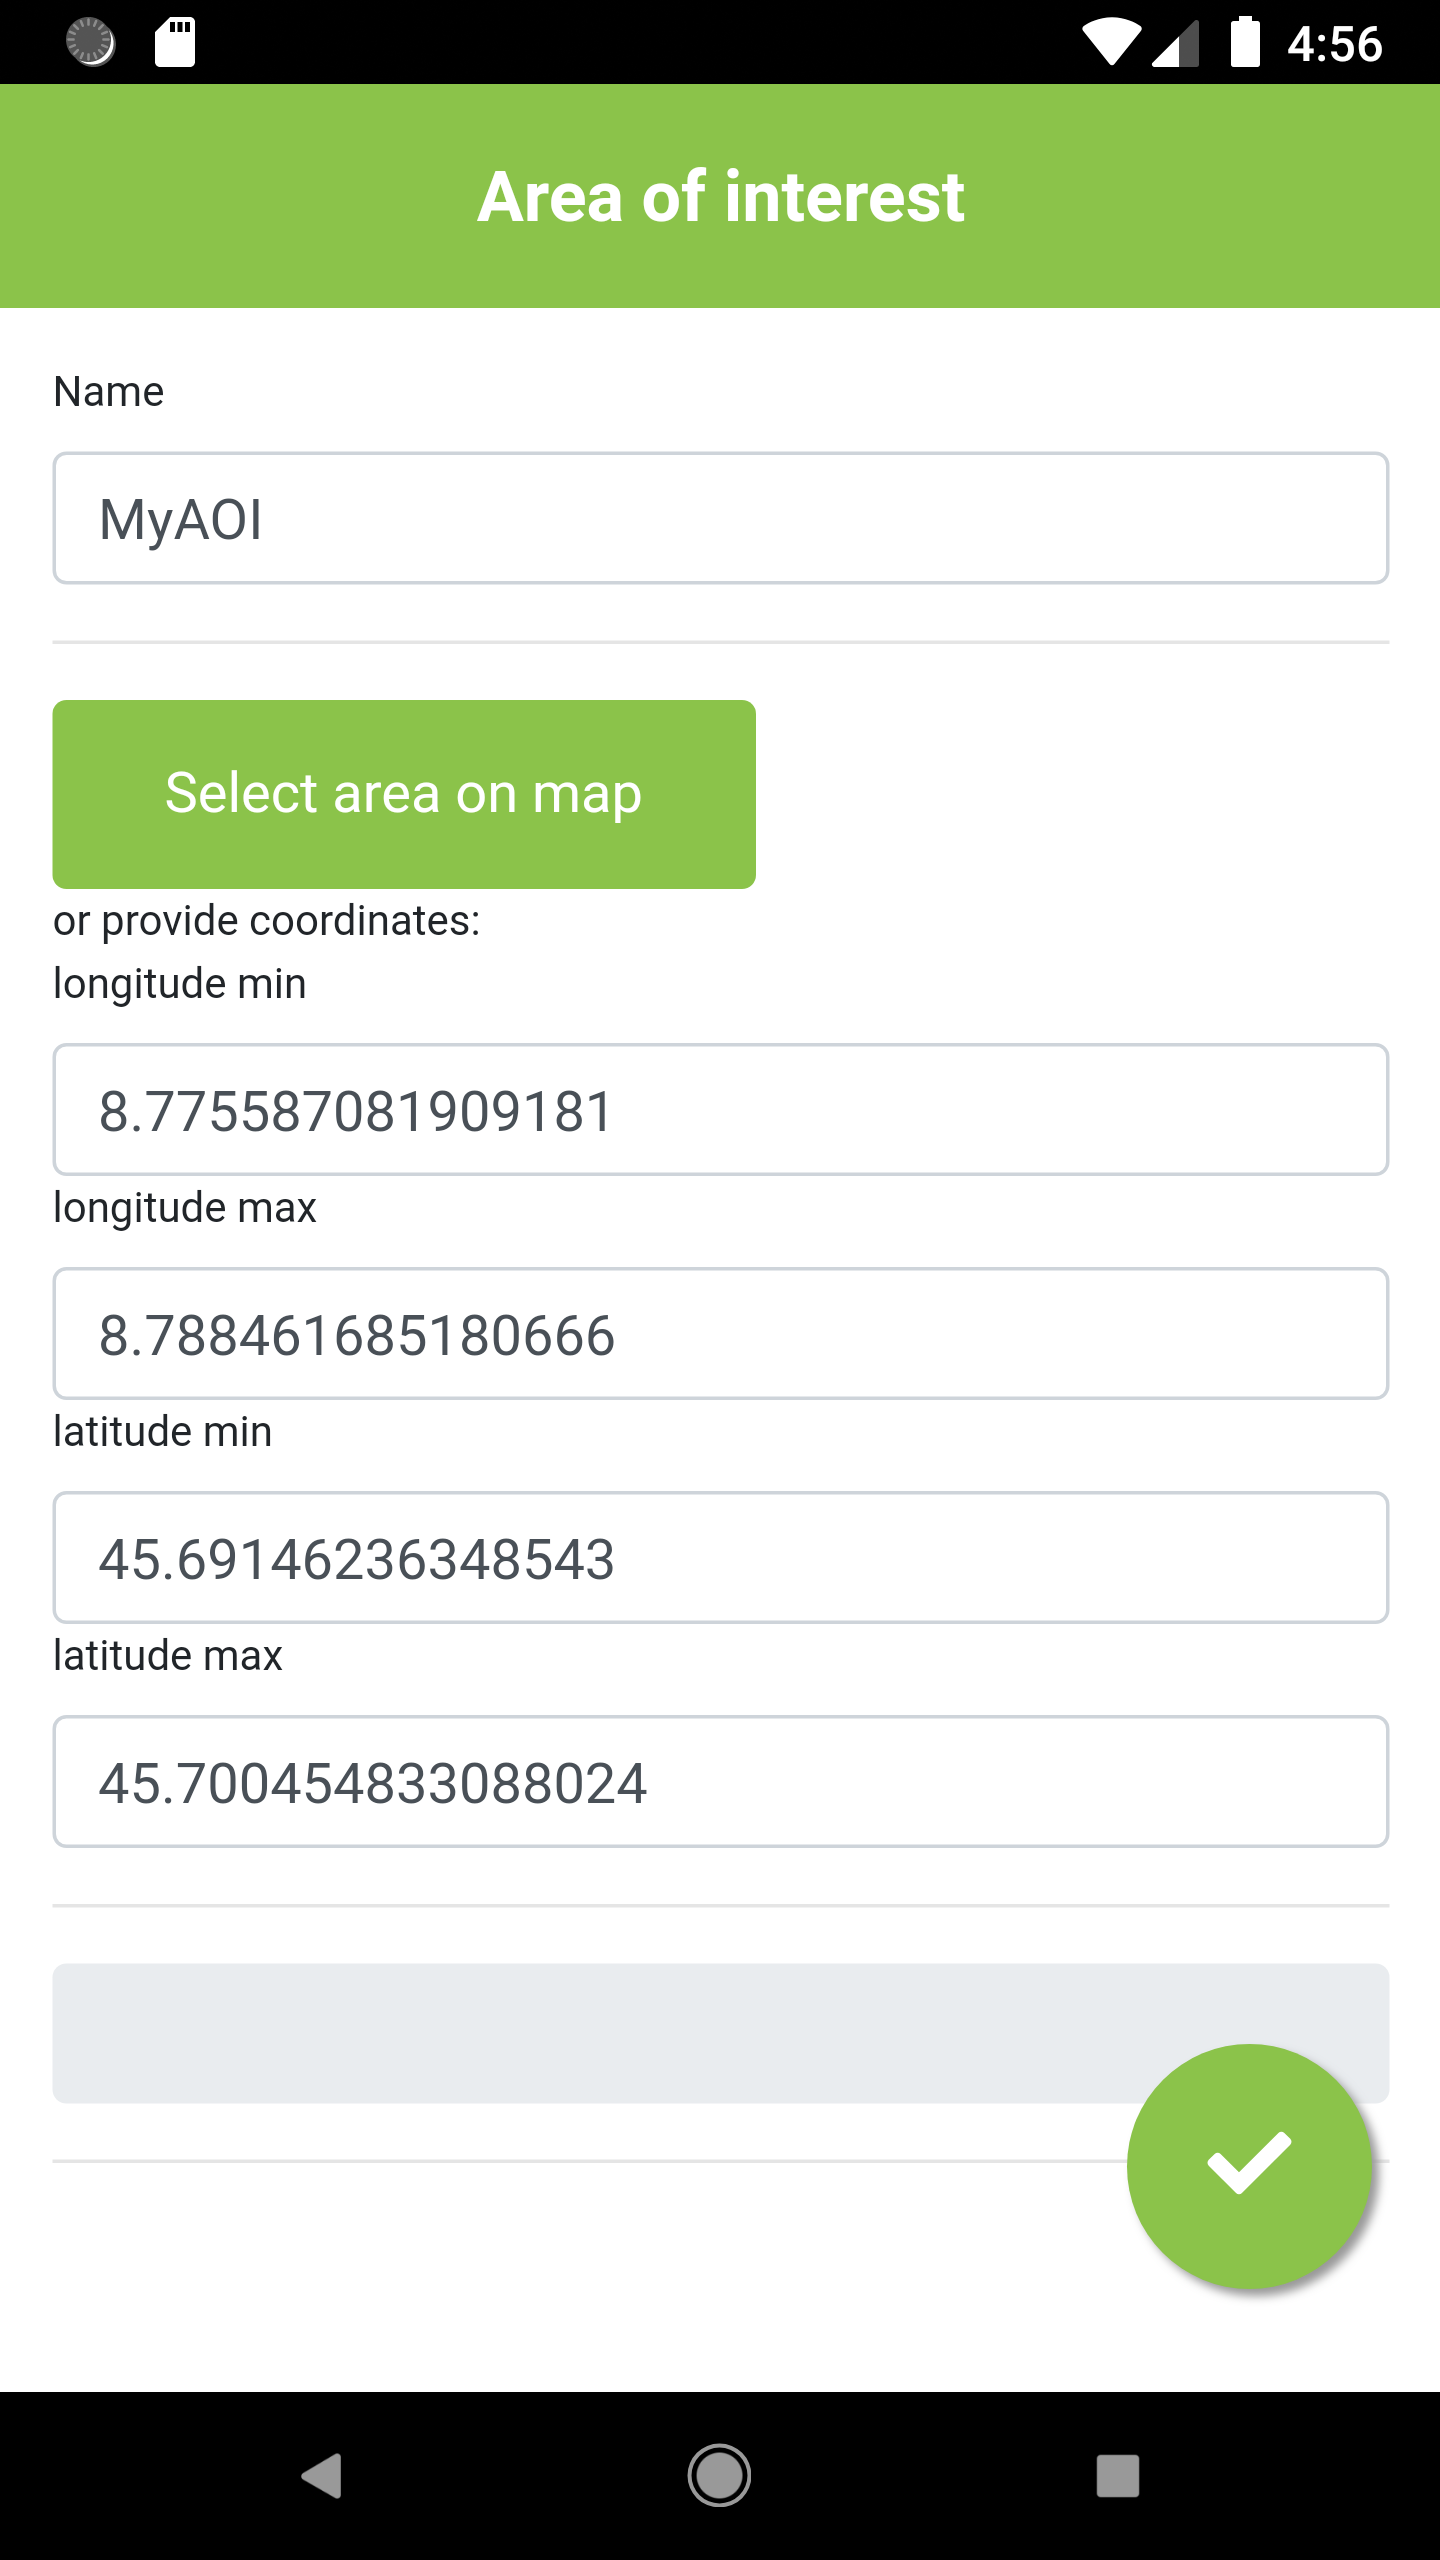 4:56
Area of interest
Name
MyAOI
Select area on map
or provide coordinates:
longitude min
8.775587081909181
longitude max
8.788461685180666
latitude min
45.69146236348543
latitude max
45.700454833088024